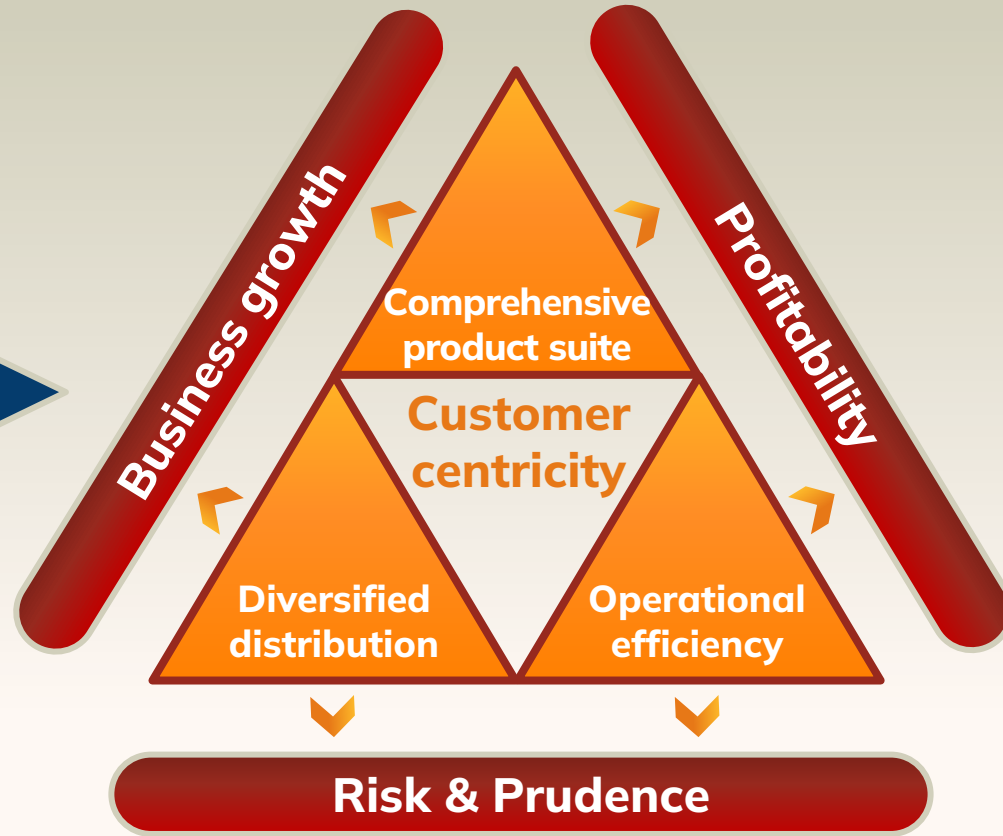 Business growth
Profitability
Comprehensive
product suite
Customer
centricity
Diversified
distribution
Operational
efficiency
Risk & Prudence